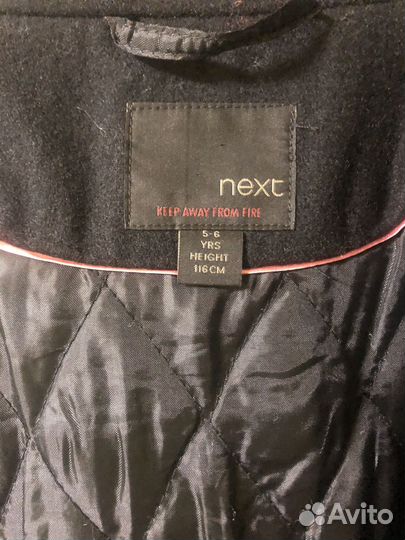 next
KEEP AWAY FROM FIRE
5-6
YRS
HEIGHT
116CM
Avito